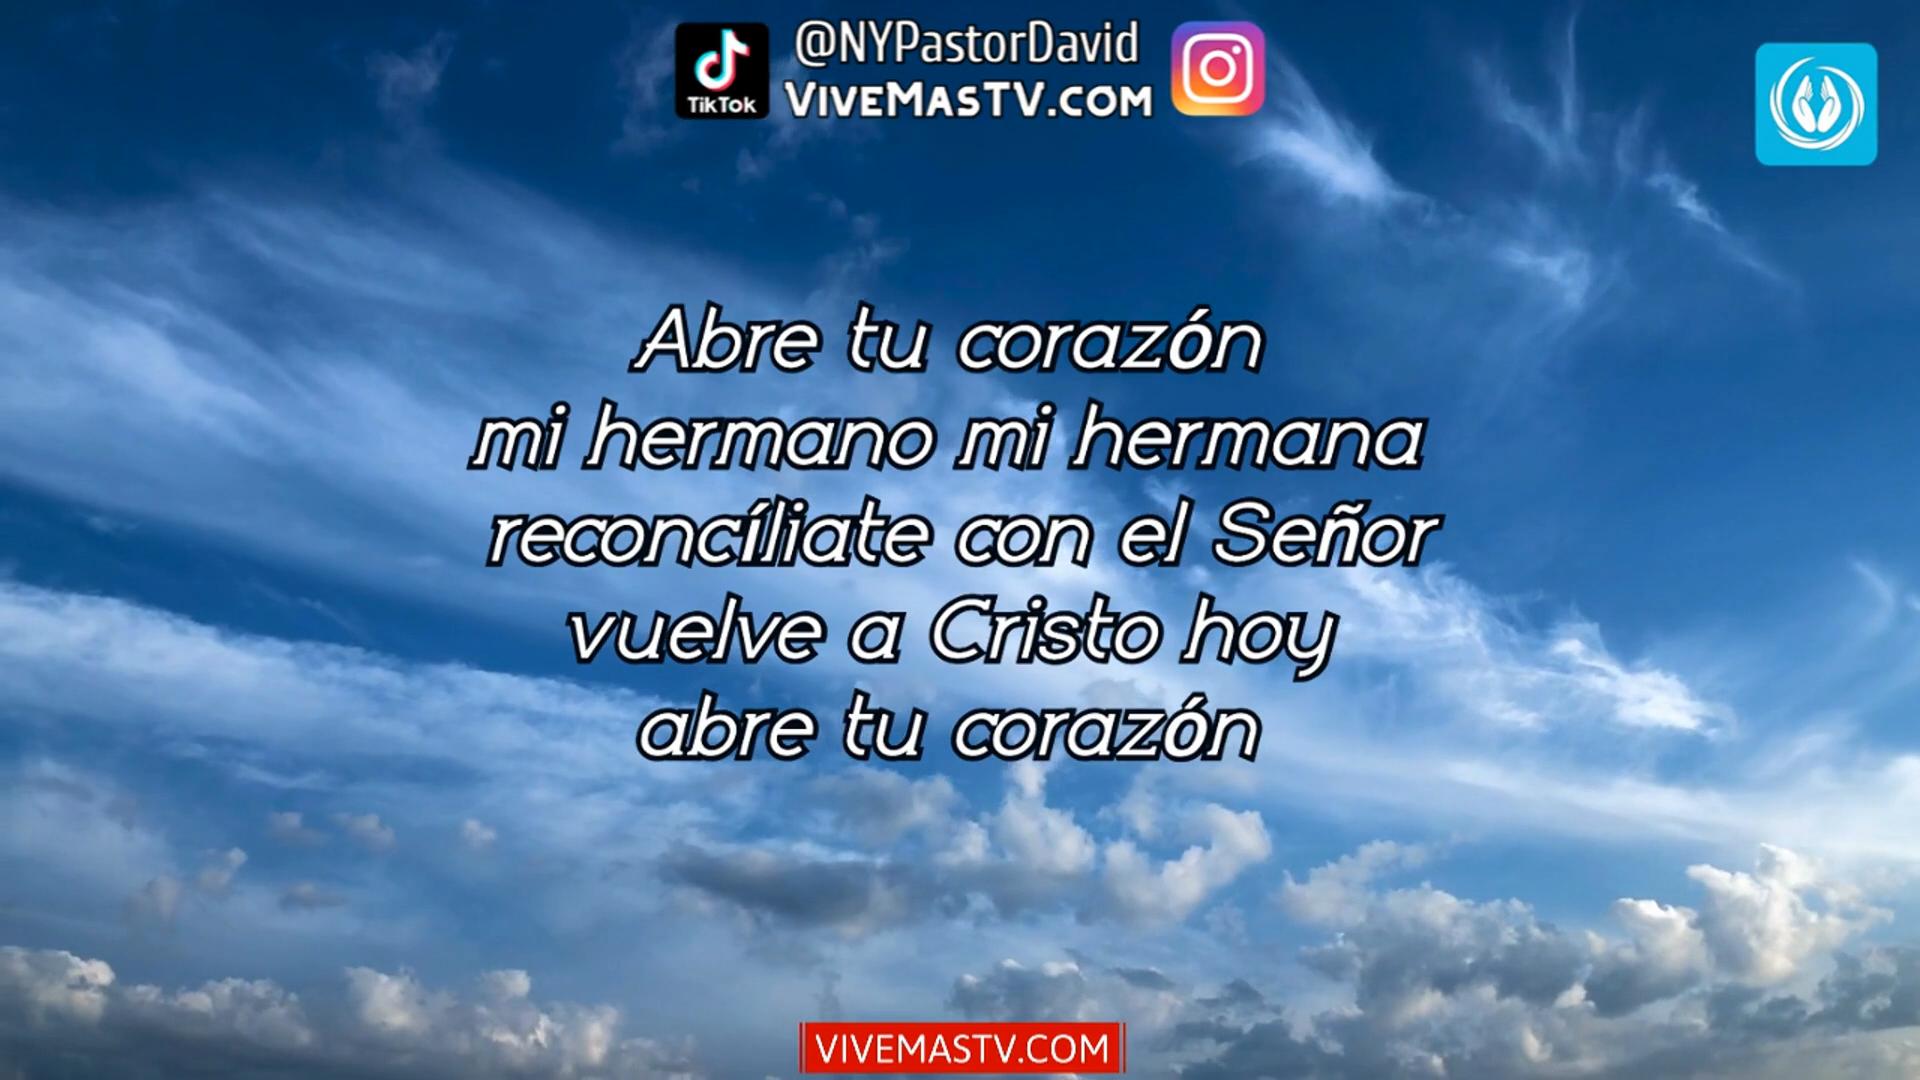 TikTok
@NYPastorDavid
VIVEMASTV.COM
Abre tu corazón
mi hermano mi hermana
reconcíliate con el Señor
vuelve a Cristo hoy
abre tu corazón
VIVEMASTV.COM